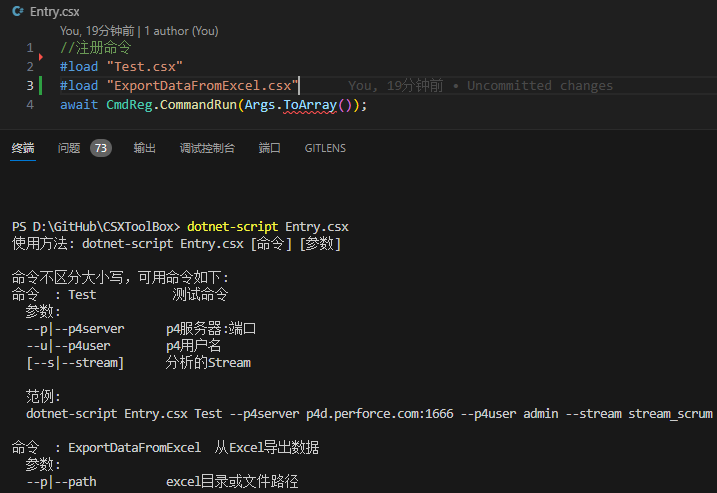 C# Entry.csx
You, 19分钟前 | 1 author (You)
1 //注册命令
2 #load "Test.csx"
3 #load "ExportDataFromExcel.csx" You, 19分钟前 • Uncommitted changes
4 await CmdReg.CommandRun(Args.ToArray());
终端 问题 73 输出 调试控制台 端口 GITLENS
PS D:\GitHub\CSXToolBox> dotnet-script Entry.csx
使用方法: dotnet-script Entry.csx [命令] [参数]
命令不区分大小写，可用命令如下:
命令 : Test 测试命令
参数:
--p|--p4server p4服务器:端口
--u|--p4user p4用户名
[--s|--stream] 分析的Stream
范例:
dotnet-script Entry.csx Test --p4server p4d.perforce.com:1666 --p4user admin --stream stream_scrum
命令 : ExportDataFromExcel 从Excel导出数据
参数:
--p|--path excel目录或文件路径